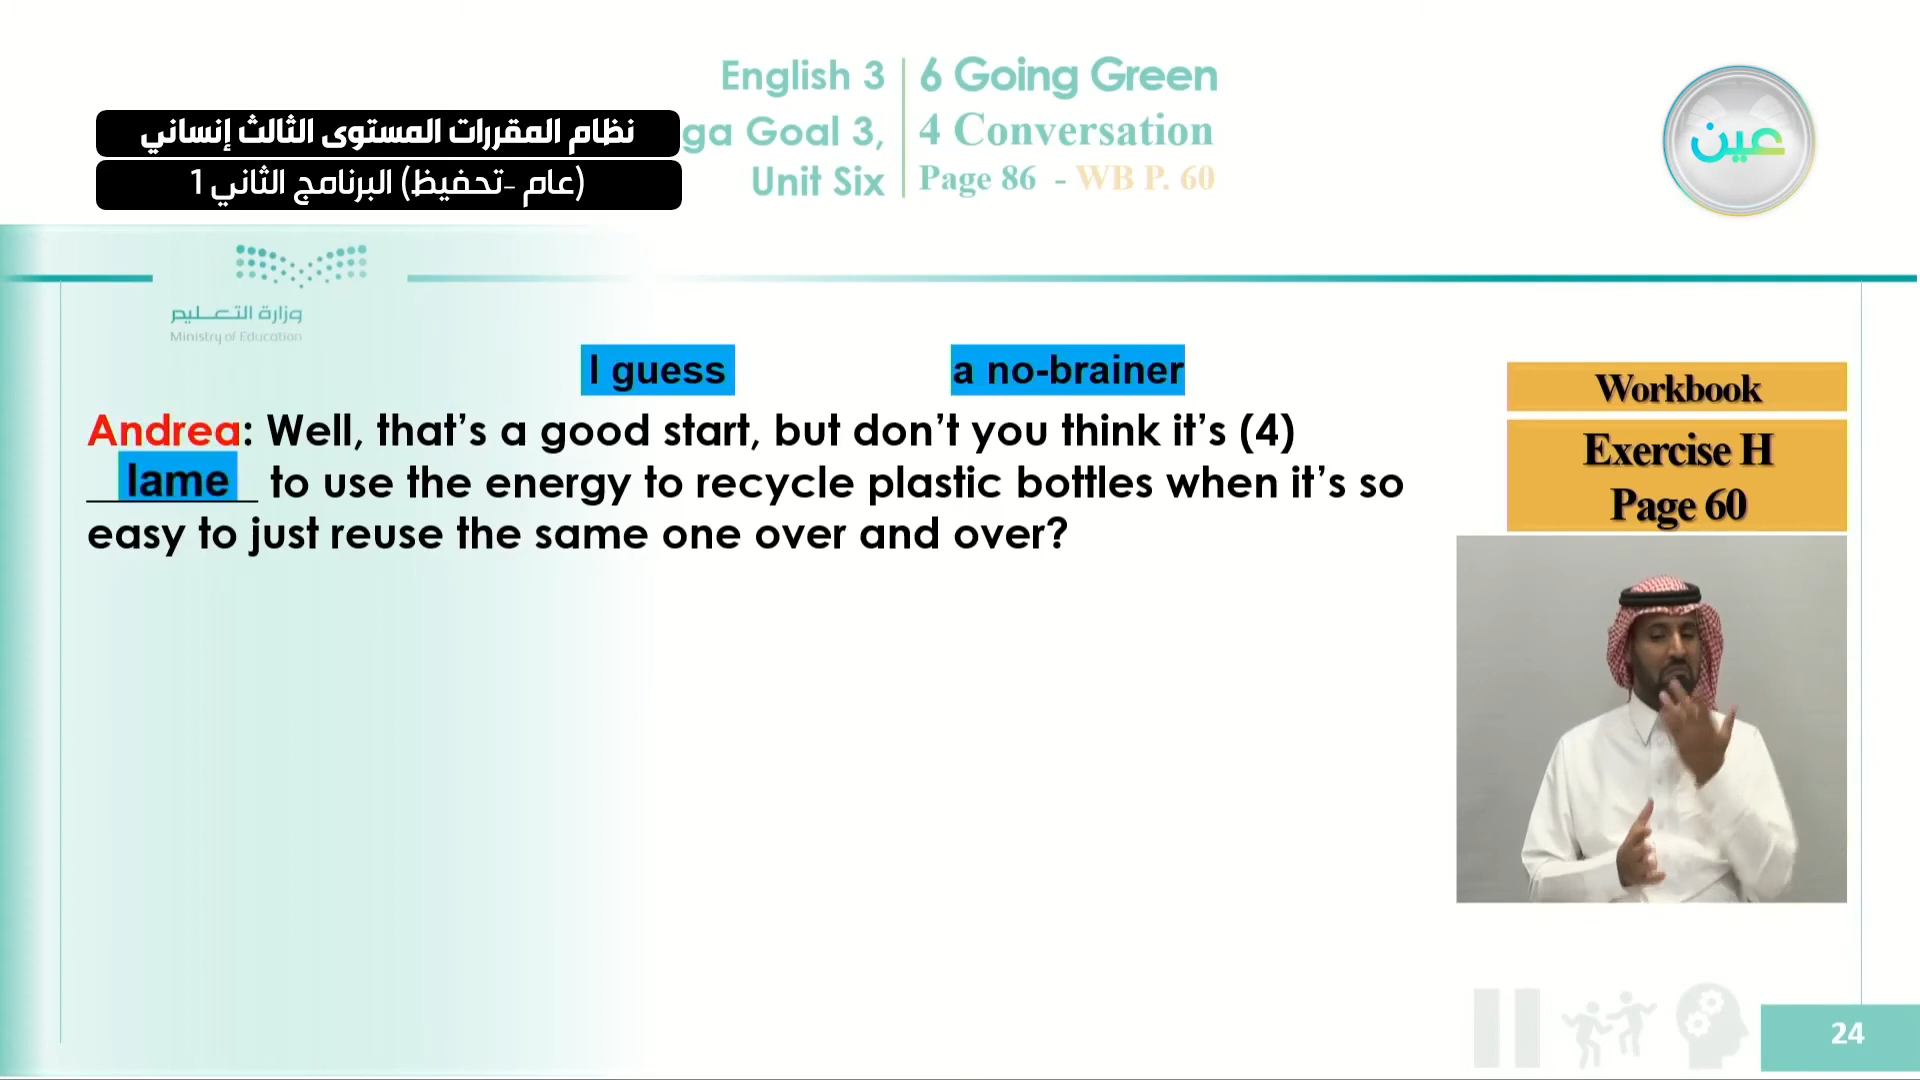 English 3
ga Goal 3,
Unit Six
6 Going Green
4 Conversation
Page 86 - WB P. 60
نظام المقررات المستوى الثالث إنساني
(عام -تحفيظ) البرنامج الثاني 1
عين
وزارة التعليم
Ministry of Education
I guess
a no-brainer
Andrea: Well, that’s a good start, but don’t you think it’s (4)
lame to use the energy to recycle plastic bottles when it’s so
easy to just reuse the same one over and over?
Workbook
Exercise H
Page 60
24